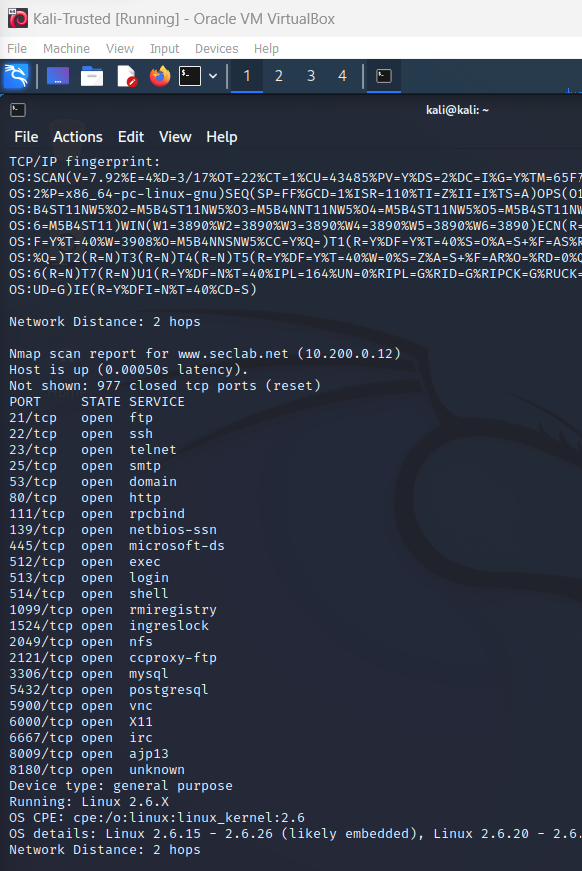 Kali-Trusted [Running] - Oracle VM VirtualBox
File Machine View Input Devices Help
1 2 3 4
kali@kali: ~
File Actions Edit View Help
TCP/IP fingerprint:
OS:SCAN(V=7.92%E=4%D=3/17%OT=22%CT=1%CU=43485%PV=Y%DS=2%DC=I%G=Y%TM=65F?
OS:2%P=x86_64-pc-linux-gnu)SEQ(SP=FF%GCD=1%ISR=110%TI=Z%II=I%TS=A)OPS(O1
OS:B4ST11NW5%O2=M5B4ST11NW5%O3=M5B4NNT11NW5%O4=M5B4ST11NW5%O5=M5B4ST11NW
OS:6=M5B4ST11)WIN(W1=3890%W2=3890%W3=3890%W4=3890%W5=3890%W6=3890)ECN(R=
OS:F=Y%T=40%W=3908%O=M5B4NNSNW5%CC=Y%Q=)T1(R=Y%DF=Y%T=40%S=O%A=S+%F=AS%R
OS:%Q=)T2(R=N)T3(R=N)T4(R=N)T5(R=Y%DF=Y%T=40%W=0%S=Z%A=S+%F=AR%O=%RD=0%Q
OS:6(R=N)T7(R=N)U1(R=Y%DF=N%T=40%IPL=164%UN=0%RIPL=G%RID=G%RIPCK=G%RUCK=
OS:UD=G)IE(R=Y%DFI=N%T=40%CD=S)
Network Distance: 2 hops
Nmap scan report for www.seclab.net (10.200.0.12)
Host is up (0.00050s latency).
Not shown: 977 closed tcp ports (reset)
PORT STATE SERVICE
21/tcp open ftp
22/tcp open ssh
23/tcp open telnet
25/tcp open smtp
53/tcp open domain
80/tcp open http
111/tcp open rpcbind
139/tcp open netbios-ssn
445/tcp open microsoft-ds
512/tcp open exec
513/tcp open login
514/tcp open shell
1099/tcp open rmiregistry
1524/tcp open ingreslock
2049/tcp open nfs
2121/tcp open ccproxy-ftp
3306/tcp open mysql
5432/tcp open postgresql
5900/tcp open vnc
6000/tcp open X11
6667/tcp open irc
8009/tcp open ajp13
8180/tcp open unknown
Device type: general purpose
Running: Linux 2.6.X
OS CPE: cpe:/o:linux:linux_kernel:2.6
OS details: Linux 2.6.15 - 2.6.26 (likely embedded), Linux 2.6.20 - 2.6.
Network Distance: 2 hops